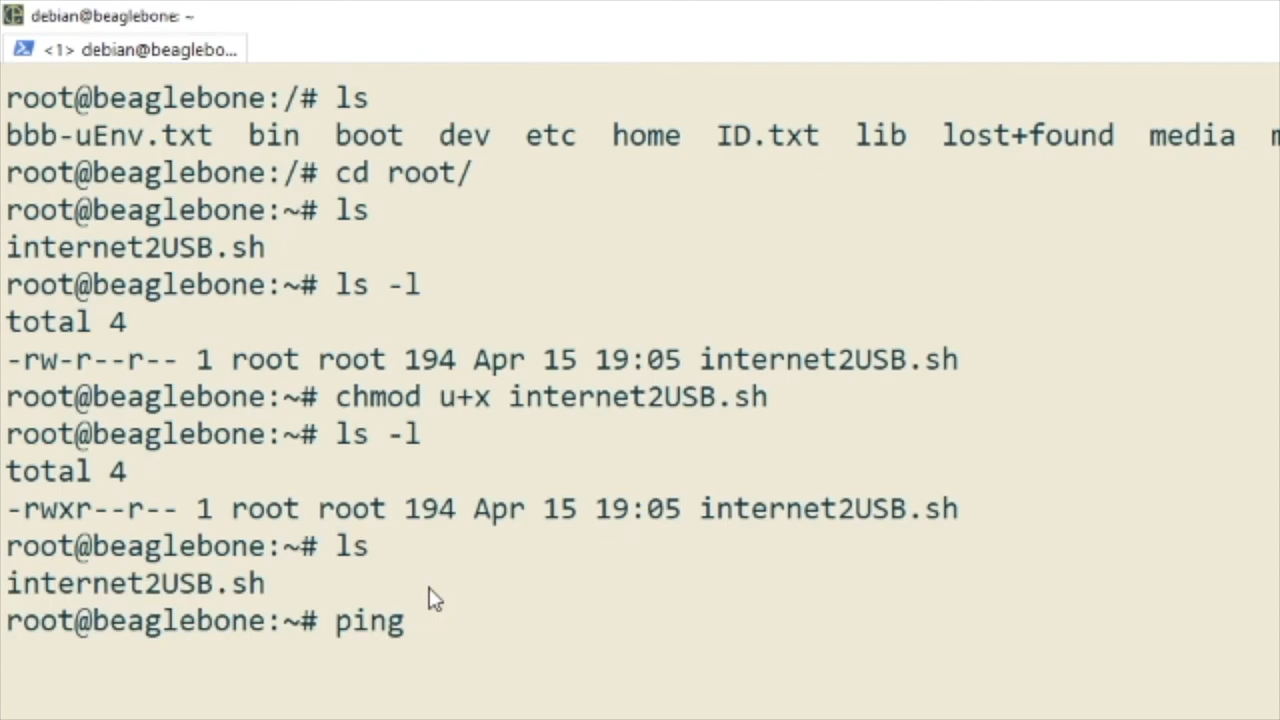 debian@beaglebone: ~
<1> debian@beaglebo...
root@beaglebone:/# ls
bbb-uEnv.txt bin boot dev etc home ID.txt lib lost+found media
root@beaglebone:/# cd root/
root@beaglebone:~# ls
internet2USB.sh
root@beaglebone:~# ls -l
total 4
-rw-r--r-- 1 root root 194 Apr 15 19:05 internet2USB.sh
root@beaglebone:~# chmod u+x internet2USB.sh
root@beaglebone:~# ls -l
total 4
-rwxr--r-- 1 root root 194 Apr 15 19:05 internet2USB.sh
root@beaglebone:~# ls
internet2USB.sh
root@beaglebone:~# ping